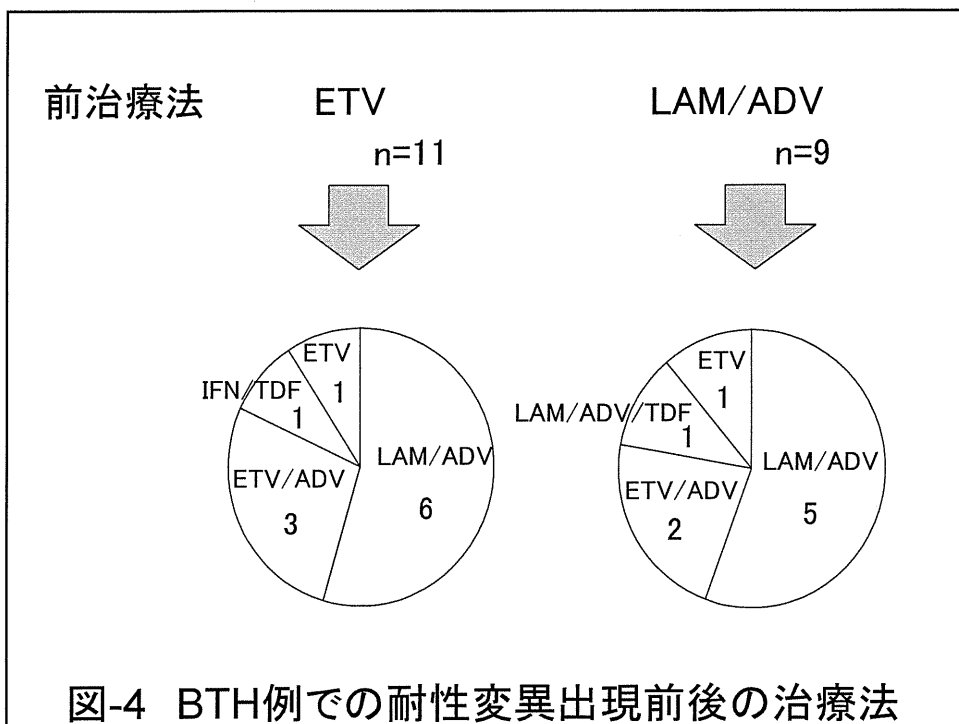 前治療法 ETV LAM/ADV
n=11 n=9
ETV
1
IFN/TDF
1
ETV/ADV
3
LAM/ADV
6
ETV
1
LAM/ADV/TDF
1
ETV/ADV
2
LAM/ADV
5
図-4 BTH例での耐性変異出現前後の治療法